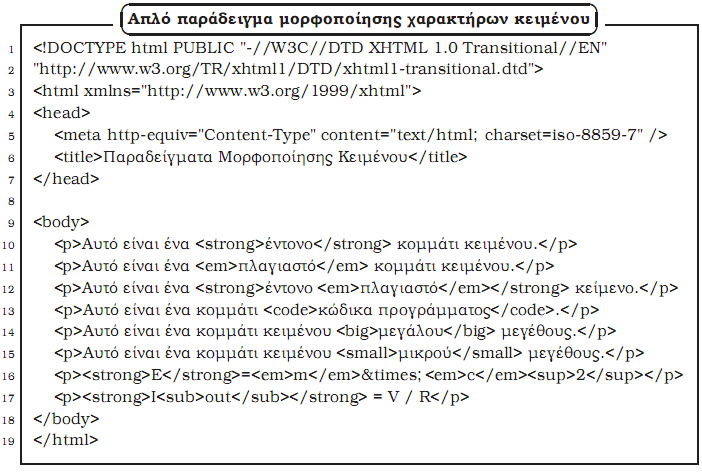 Απλό παράδειγμα μορφοποίησης χαρακτήρων κειμένου
1 <!DOCTYPE html PUBLIC "-//W3C//DTD XHTML 1.0 Transitional//EN"
2 "http://www.w3.org/TR/xhtml1/DTD/xhtml1-transitional.dtd">
3 <html xmlns="http://www.w3.org/1999/xhtml">
4 <head>
5 <meta http-equiv="Content-Type" content="text/html; charset=iso-8859-7" />
6 <title>Παραδείγματα Μορφοποίησης Κειμένου</title>
7 </head>
8
9 <body>
10 <p>Αυτό είναι ένα <strong>έντονο</strong> κομμάτι κειμένου.</p>
11 <p>Αυτό είναι ένα <em>πλαγιαστό</em> κομμάτι κειμένου.</p>
12 <p>Αυτό είναι ένα <strong>έντονο <em>πλαγιαστό</em></strong> κείμενο.</p>
13 <p>Αυτό είναι ένα κομμάτι <code>κώδικα προγράμματος</code>.</p>
14 <p>Αυτό είναι ένα κομμάτι κειμένου <big>μεγάλου</big> μεγέθους.</p>
15 <p>Αυτό είναι ένα κομμάτι κειμένου <small>μικρού</small> μεγέθους.</p>
16 <p><strong>E</strong>=<em>m</em>&times; <em>c</em><sup>2</sup></p>
17 <p><strong>I<sub>out</sub></strong> = V / R</p>
18 </body>
19 </html>